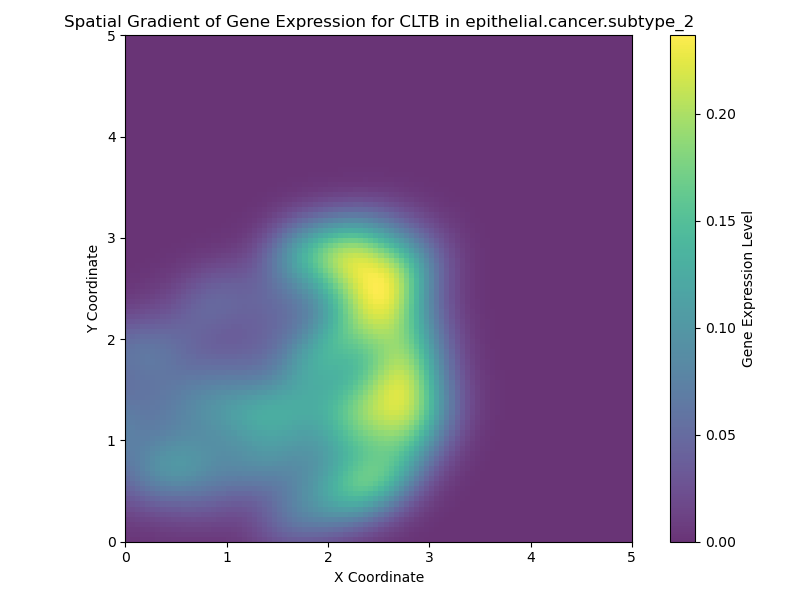 Spatial Gradient of Gene Expression for CLTB in epithelial.cancer.subtype_2
5
4
3
2
1
0
Y Coordinate
0 1 2 3 4 5
X Coordinate
0.20
0.15
0.10
0.05
0.00
Gene Expression Level